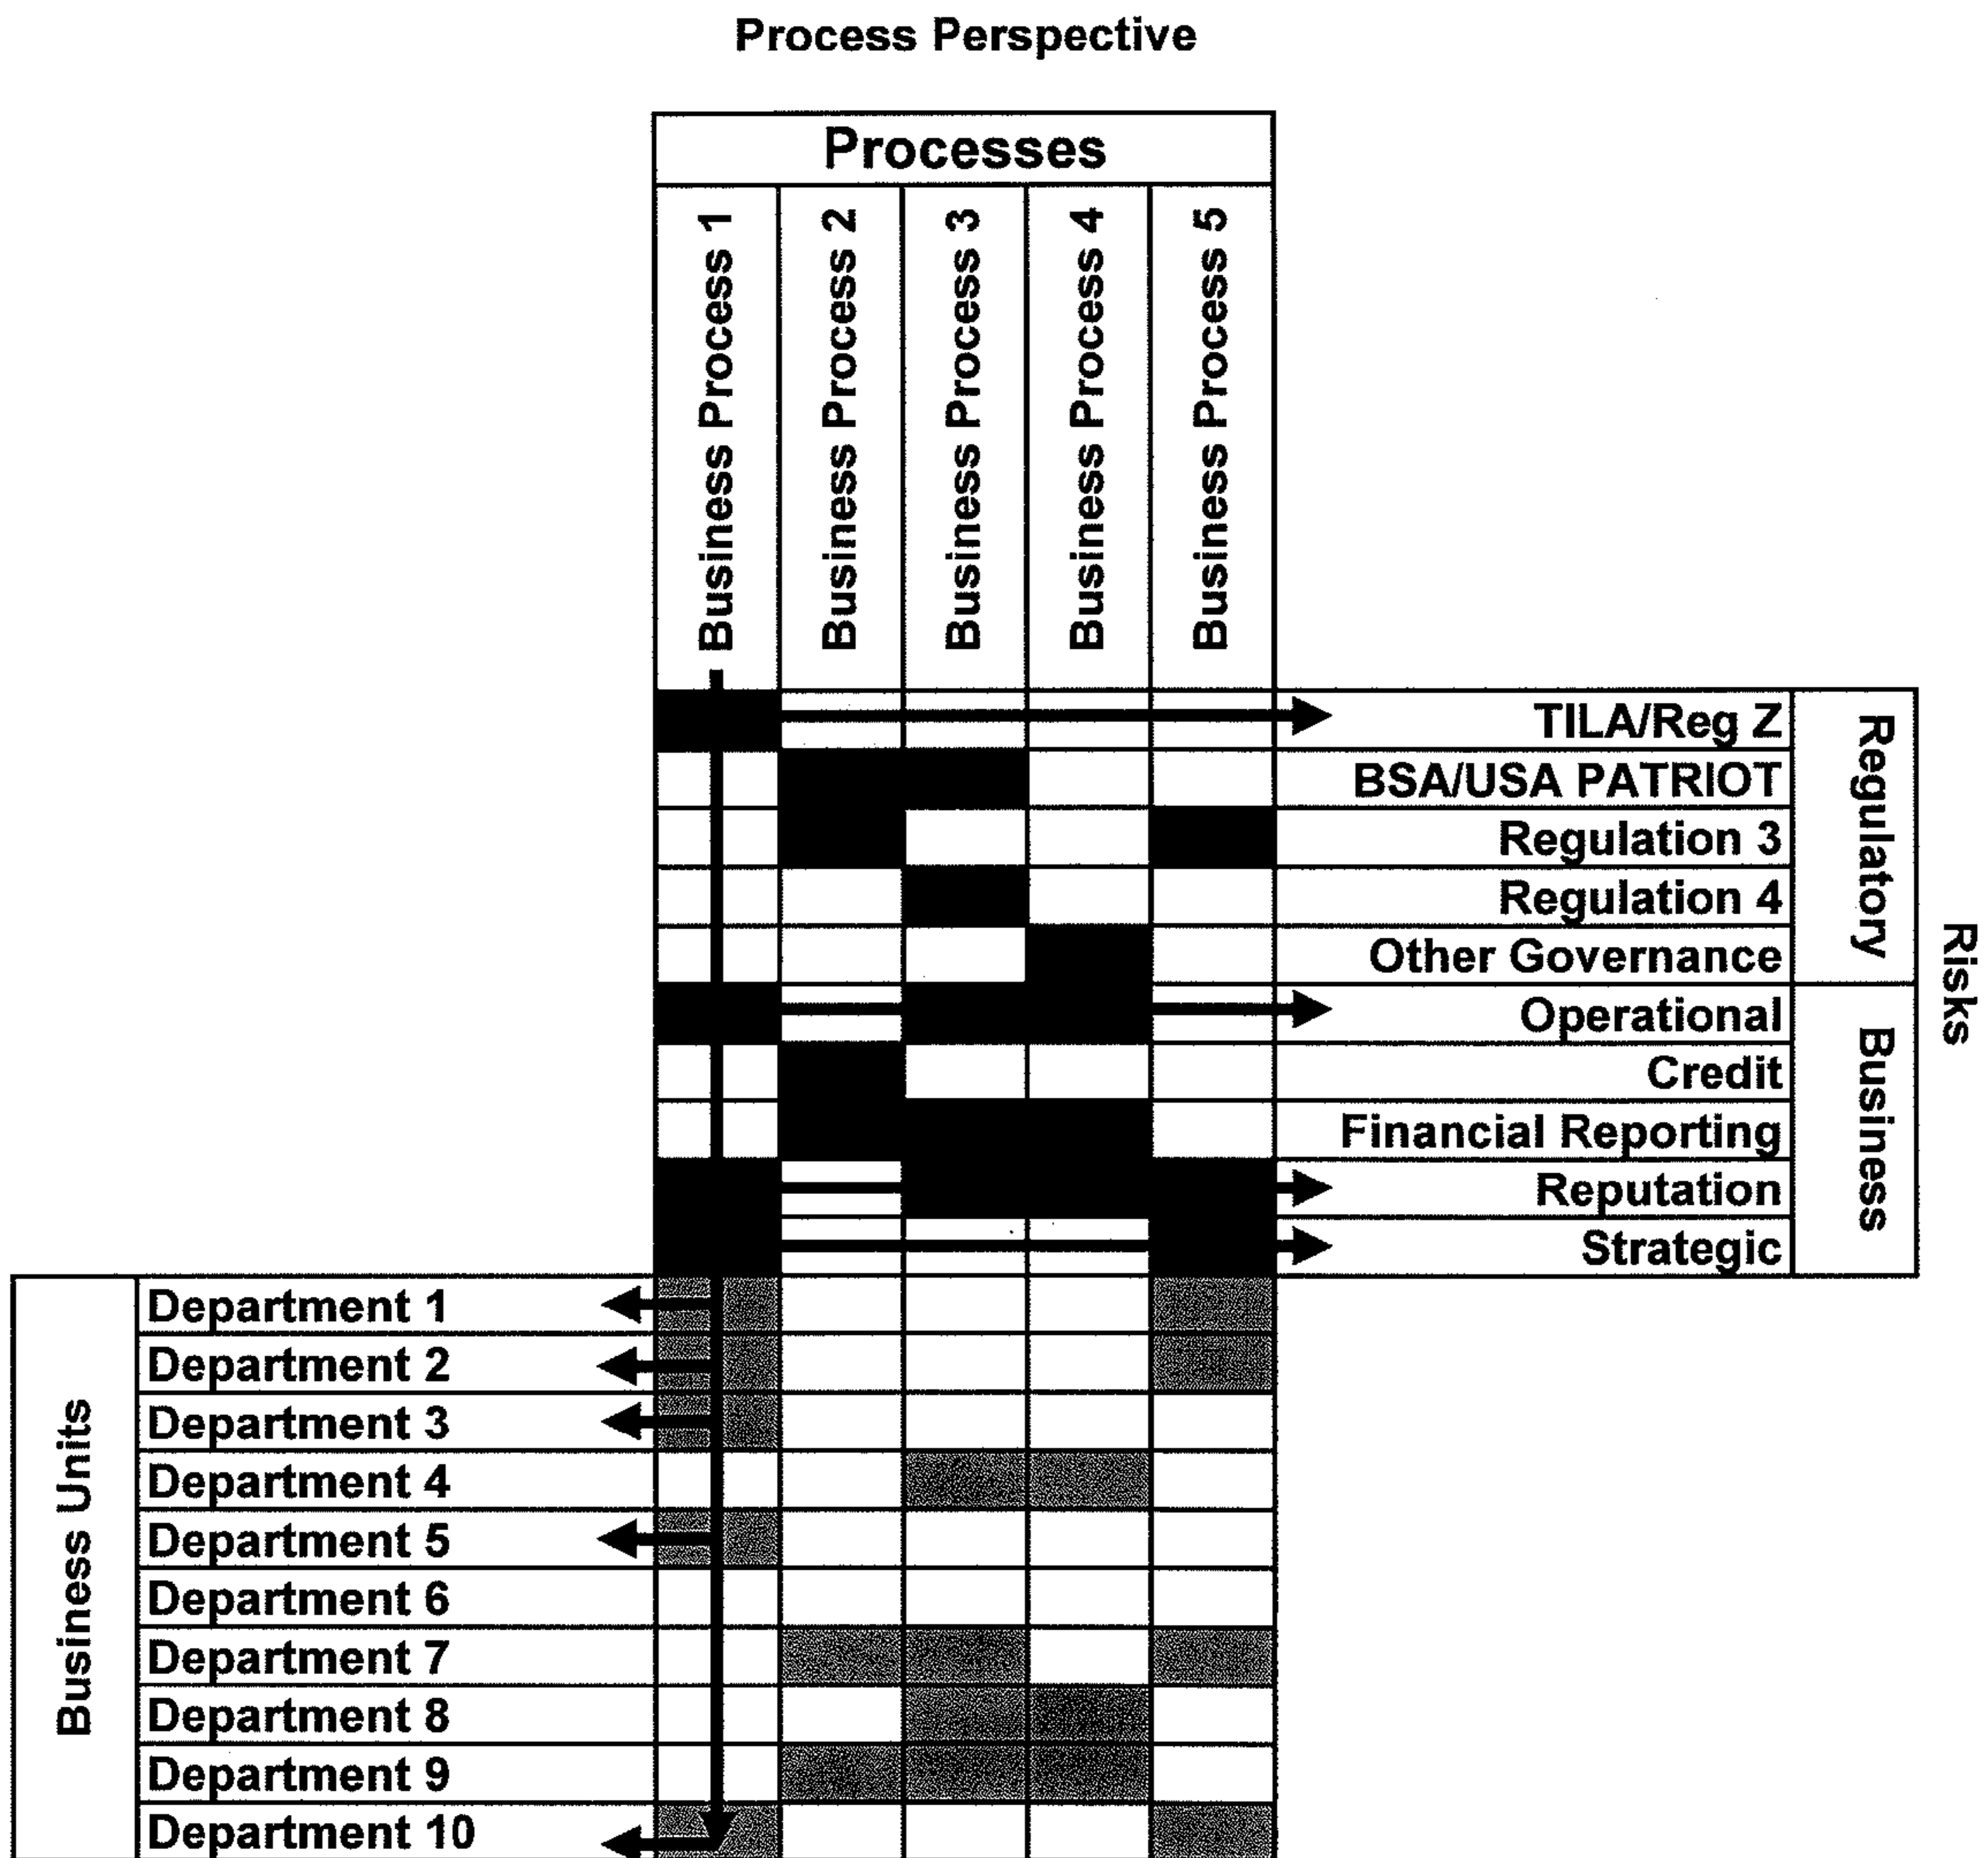 Process Perspective
Processes
Business Process 1
Business Process 2
Business Process 3
Business Process 4
Business Process 5
TILA/Reg Z
BSA/USA PATRIOT
Regulation 3
Regulation 4
Other Governance
Operational
Credit
Financial Reporting
Reputation
Strategic
Regulatory
Business
Risks
Business Units
Department 1
Department 2
Department 3
Department 4
Department 5
Department 6
Department 7
Department 8
Department 9
Department 10